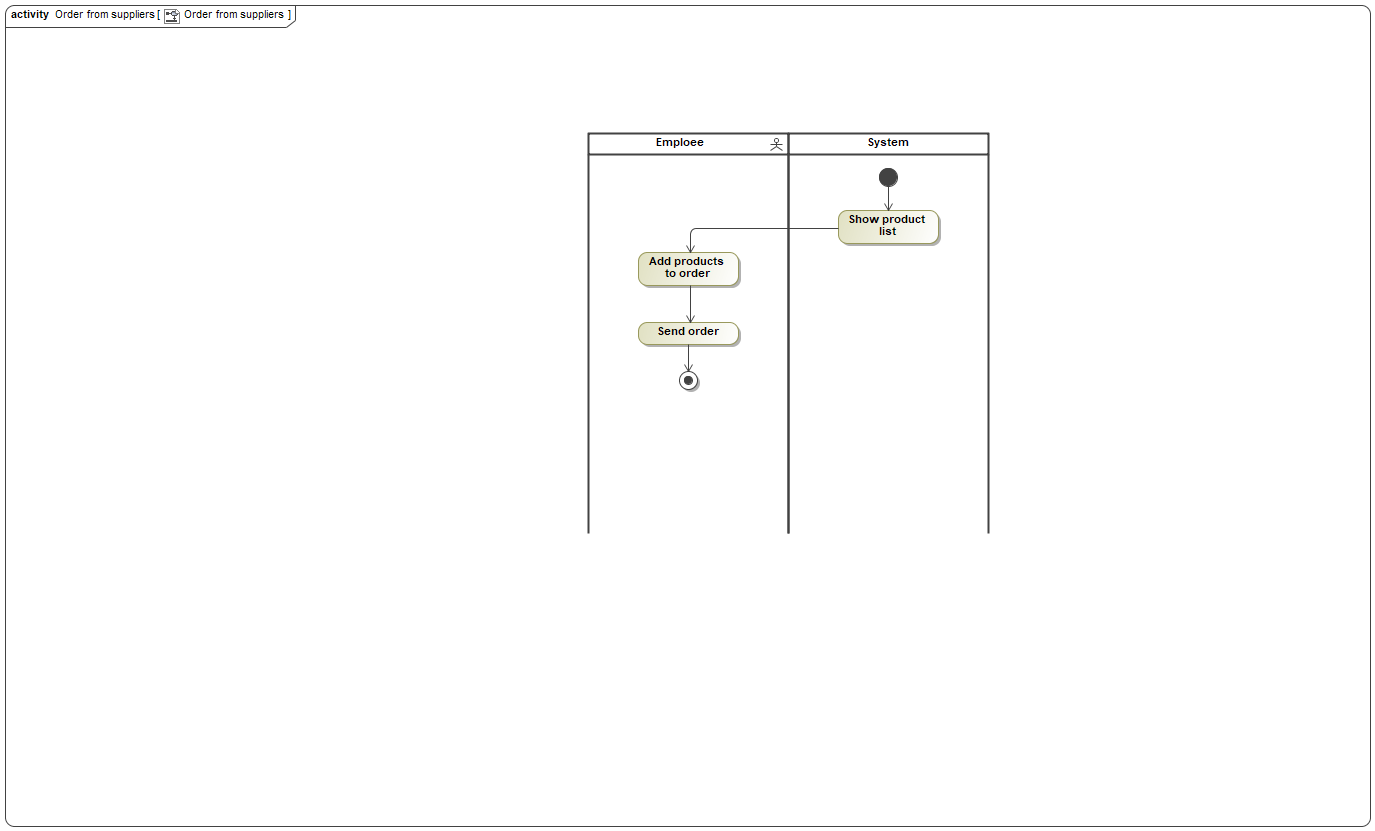 activity Order from suppliers [ Order from suppliers ]
Emploee
System
Show product
list
Add products
to order
Send order